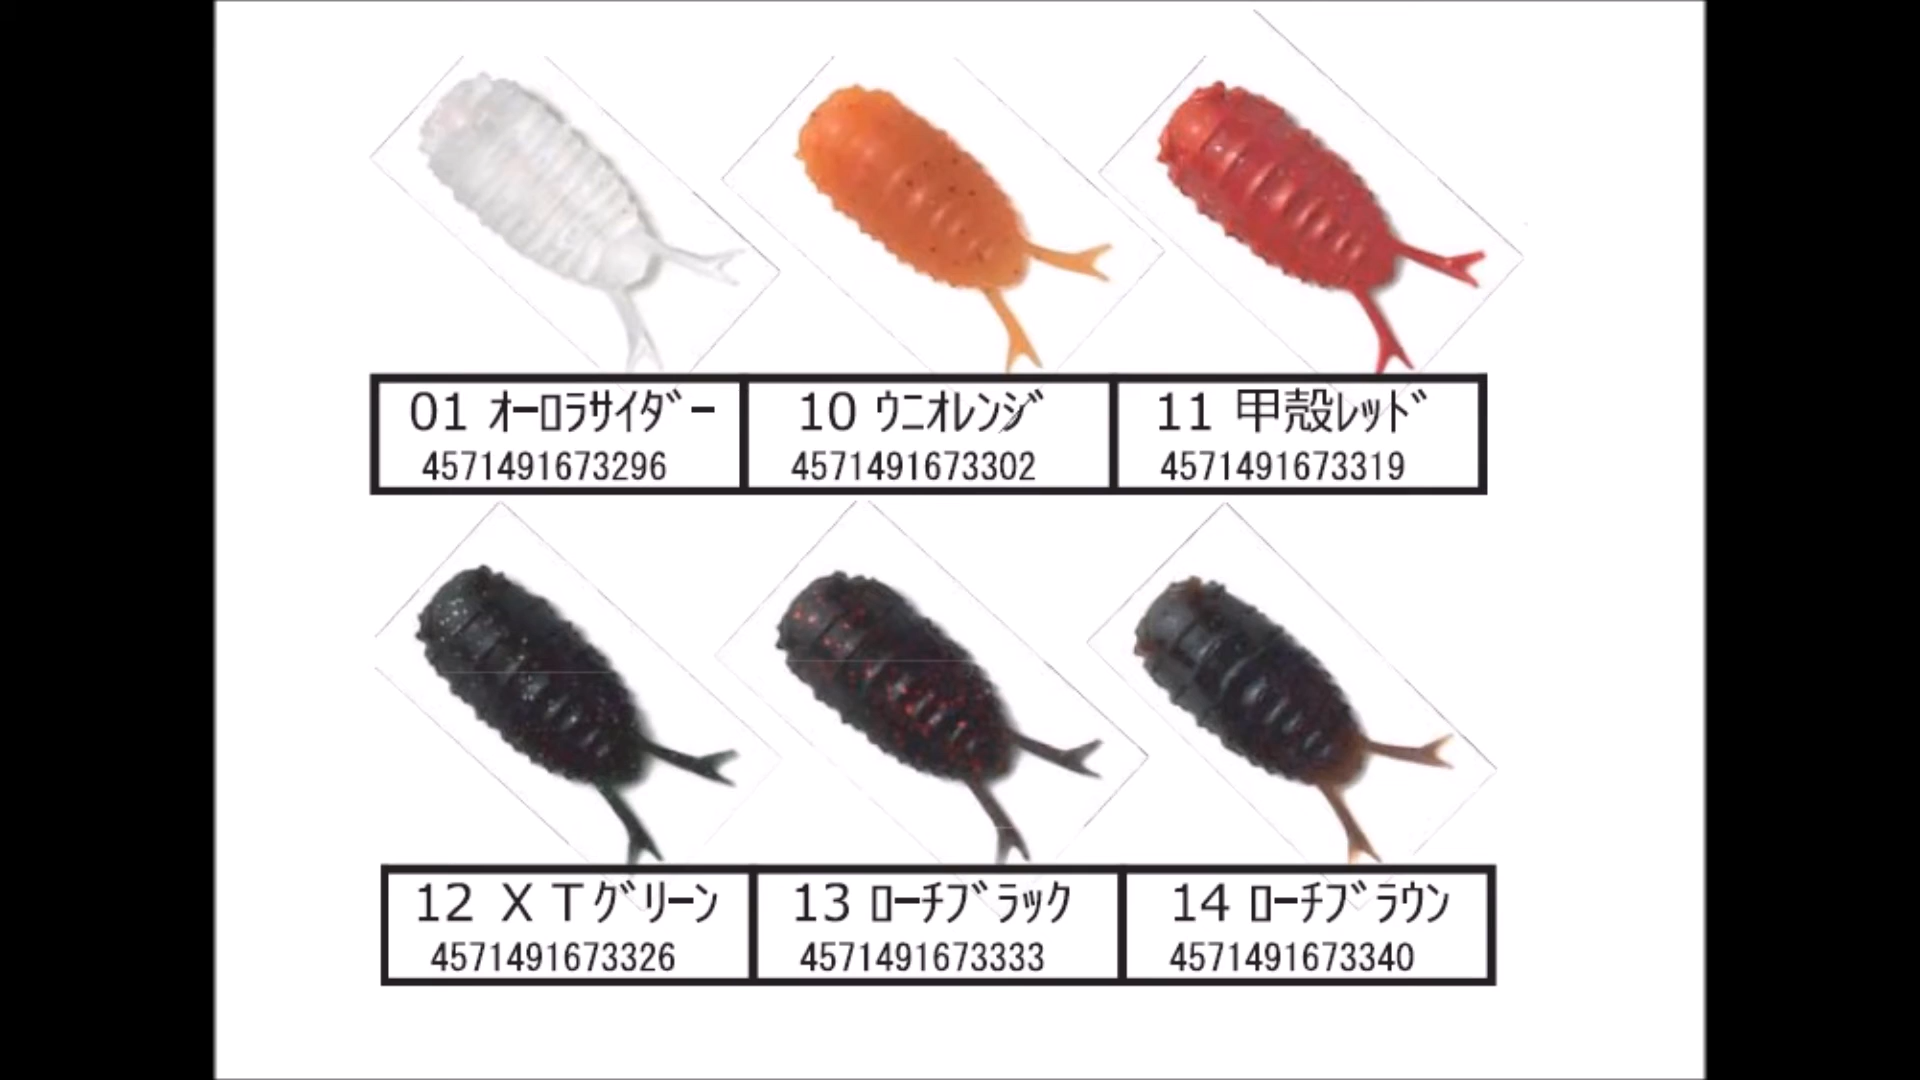 01 ｵｰﾛﾗｻｲﾀﾞｰ
4571491673296
10 ｳﾆｵﾚﾝｼﾞ
4571491673302
11 甲殻ﾚｯﾄﾞ
4571491673319
12 ＸＴｸﾞﾘｰﾝ
4571491673326
13 ﾛｰﾁﾌﾞﾗｯｸ
4571491673333
14 ﾛｰﾁﾌﾞﾗｳﾝ
4571491673340